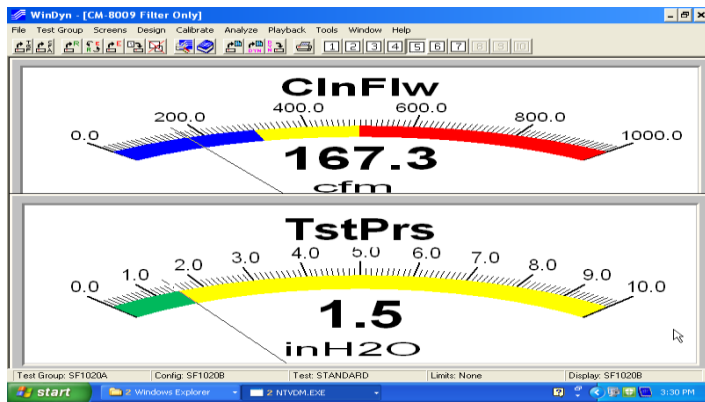 WinDyn - [CM-8009 Filter Only]
File Test Group Screens Design Calibrate Analyze Playback Tools Window Help
1 2 3 4 5 6 7 8 9 10
ClnFlw
0.0 200.0 400.0 600.0 800.0 1000.0
167.3
cfm
TstPrs
0.0 1.0 2.0 3.0 4.0 5.0 6.0 7.0 8.0 9.0 10.0
1.5
inH2O
Test Group: SF1020A Config: SF1020B Test: STANDARD Limits: None Display: SF1020B
start 2 Windows Explorer 2 NTVDM.EXE 3:30 PM